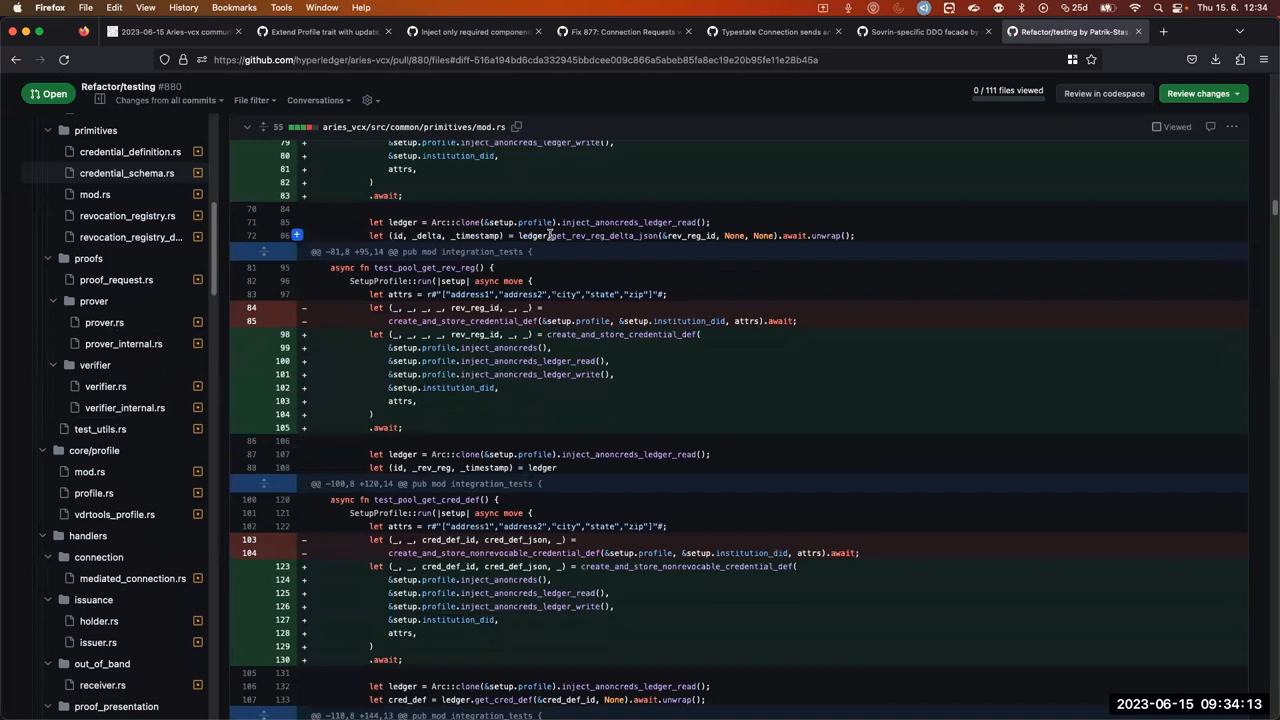 Firefox File Edit View History Bookmarks Tools Window Help 25d Thu 15. 6. 12:34
2023-06-15 Aries-vcx commun
Extend Profile trait with update_
Inject only required component
Fix 877: Connection Requests v
Typestate Connection sends an
Sovrin-specific DDO facade by
Refactor/testing by Patrik-Stas
https://github.com/hyperledger/aries-vcx/pull/880/files#diff-516a194bd6cda332945bbdcee009c866a5abeb85fa8ec19e20b95fe11e28b45a
Open
Refactor/testing #880
Changes from all commits File filter Conversations
0 / 111 files viewed
Review in codebase
Review changes
primitives
credential_definition.rs
credential_schema.rs
mod.rs
revocation_registry.rs
revocation_registry_d...
proofs
proof_request.rs
prover
prover.rs
prover_internal.rs
verifier
verifier.rs
verifier_internal.rs
test_utils.rs
core/profile
mod.rs
profile.rs
vdrtools_profile.rs
handlers
connection
mediated_connection.rs
issuance
holder.rs
issuer.rs
out_of_band
receiver.rs
proof_presentation
55 aries_vcx/src/common/primitives/mod.rs
Viewed
79 + &setup.profile.inject_anoncreds_ledger_write(),
80 + &setup.institution_did,
81 + attrs,
82 + )
83 + .await;
70 84
71 85 let ledger = Arc::clone(&setup.profile).inject_anoncreds_ledger_read();
72 86 let (id, _delta, _timestamp) = ledger.get_rev_reg_delta_json(&rev_reg_id, None, None).await.unwrap();
@@ -81,8 +95,14 @@ pub mod integration_tests {
81 95 async fn test_pool_get_rev_reg() {
82 96 SetupProfile::run(|setup| async move {
83 97 let attrs = r#"["address1","address2","city","state","zip"]"#;
84 - let (_, _, _, rev_reg_id, _, _) =
85 - create_and_store_credential_def(&setup.profile, &setup.institution_did, attrs).await;
98 + let (_, _, _, rev_reg_id, _, _) = create_and_store_credential_def(
99 + &setup.profile.inject_anoncreds(),
100 + &setup.profile.inject_anoncreds_ledger_read(),
101 + &setup.profile.inject_anoncreds_ledger_write(),
102 + &setup.institution_did,
103 + attrs,
104 + )
105 + .await;
86 106
87 107 let ledger = Arc::clone(&setup.profile).inject_anoncreds_ledger_read();
88 108 let (id, _rev_reg, _timestamp) = ledger
@@ -100,8 +120,14 @@ pub mod integration_tests {
100 120 async fn test_pool_get_cred_def() {
101 121 SetupProfile::run(|setup| async move {
102 122 let attrs = r#"["address1","address2","city","state","zip"]"#;
103 - let (_, _, cred_def_id, cred_def_json, _) =
104 - create_and_store_nonrevocable_credential_def(&setup.profile, &setup.institution_did, attrs).await;
123 + let (_, _, cred_def_id, cred_def_json, _) = create_and_store_nonrevocable_credential_def(
124 + &setup.profile.inject_anoncreds(),
125 + &setup.profile.inject_anoncreds_ledger_read(),
126 + &setup.profile.inject_anoncreds_ledger_write(),
127 + &setup.institution_did,
128 + attrs,
129 + )
130 + .await;
105 131
106 132 let ledger = Arc::clone(&setup.profile).inject_anoncreds_ledger_read();
107 133 let cred_def = ledger.get_cred_def(&cred_def_id, None).await.unwrap();
@@ -118,8 +144,13 @@ pub mod integration_tests {
2023-06-15 09:34:13